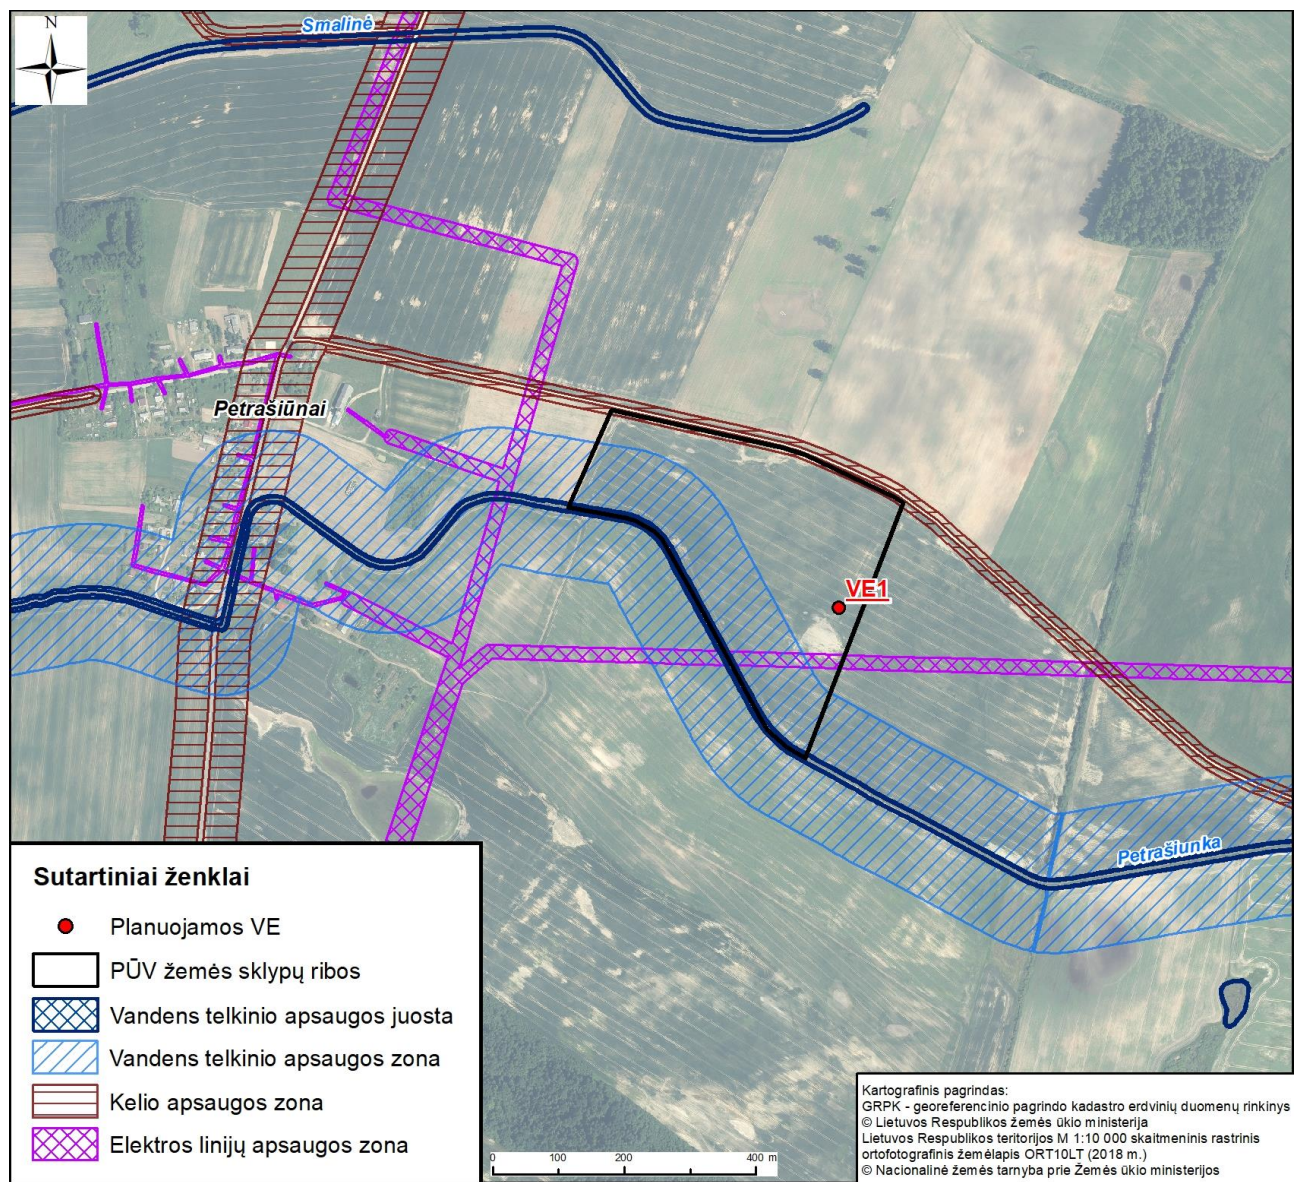 N
Smalinė
Petrašiūnai
VE1
Petrašiunka
Sutartiniai ženklai
Planuojamos VE
PŪV žemės sklypų ribos
Vandens telkinio apsaugos juosta
Vandens telkinio apsaugos zona
Kelio apsaugos zona
Elektros linijų apsaugos zona
0 100 200 400 m
Kartografinis pagrindas:
GRPK - georeferencinio pagrindo kadastro erdvinių duomenų rinkinys
© Lietuvos Respublikos žemės ūkio ministerija
Lietuvos Respublikos teritorijos M 1:10 000 skaitmeninis rastrinis
ortofotografinis žemėlapis ORT10LT (2018 m.)
© Nacionalinė žemės tarnyba prie Žemės ūkio ministerijos